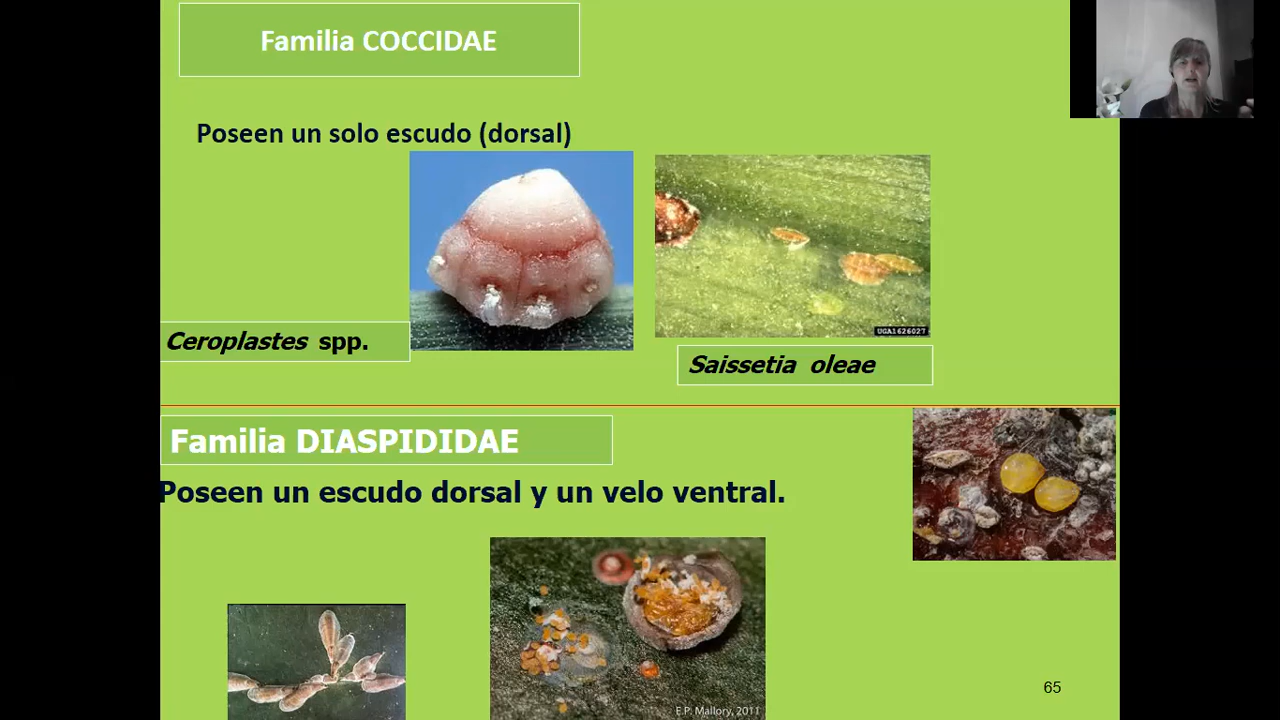 Familia COCCIDAE
Poseen un solo escudo (dorsal)
Ceroplastes spp.
UGA1626027
Saissetia oleae
Familia DIASPIDIDAE
Poseen un escudo dorsal y un velo ventral.
E.P. Mallory, 2011
65